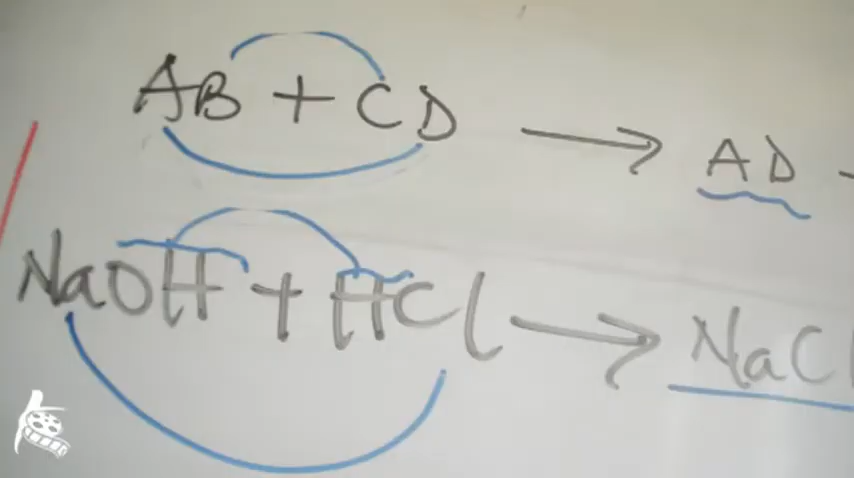 AB + CD → AD -
NaOH + HCl → NaCl